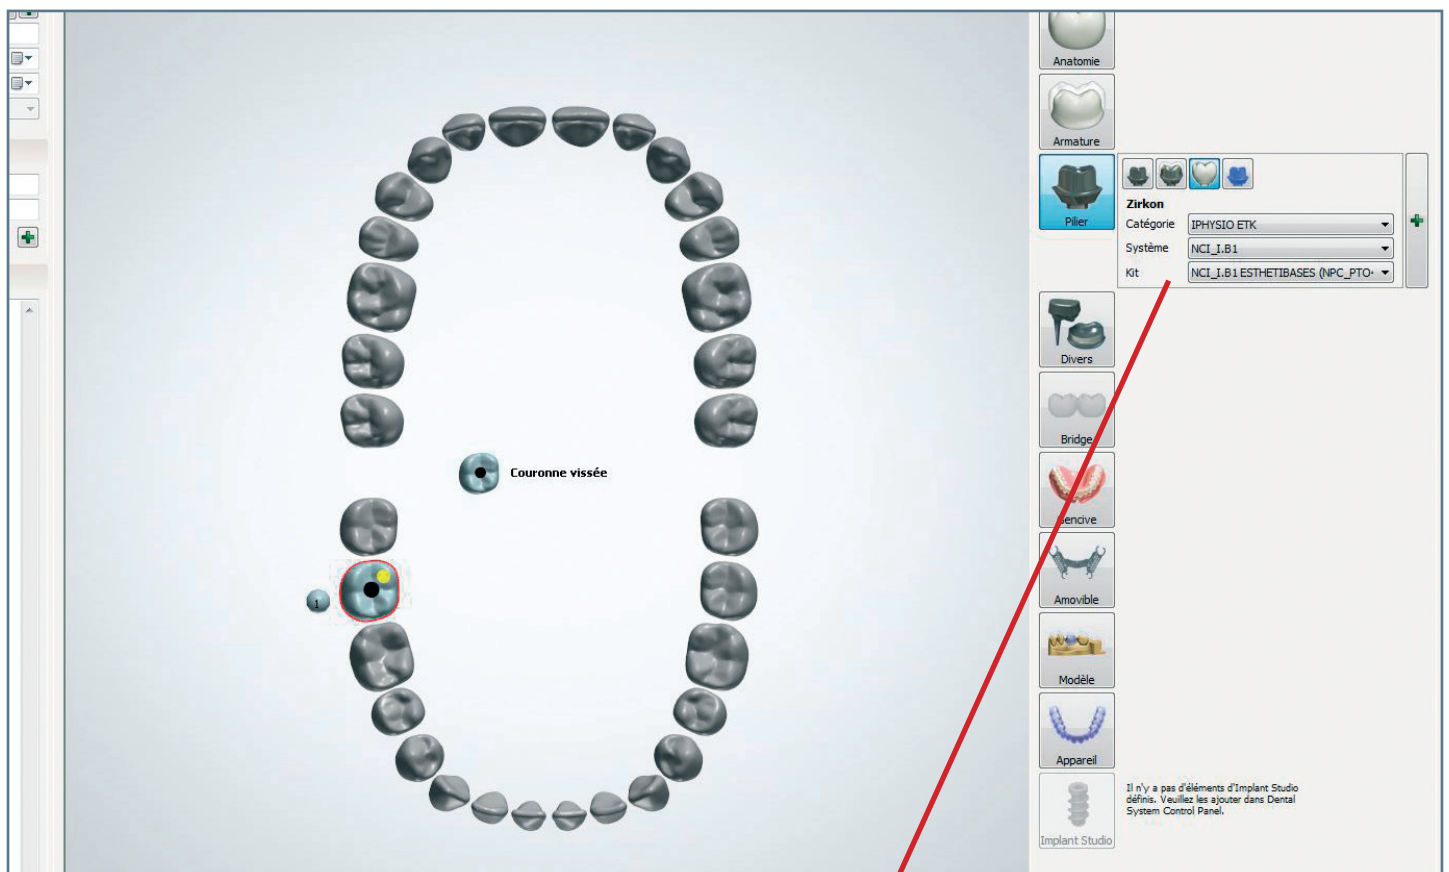 Anatomie
Armature
Pilier
Zirkon
Catégorie IPHYSIO ETK
Système NCI_I.B1
Kit NCI_I.B1 ESTHETIBASES (NPC_PTO
Divers
Bridge
Couronne vissée
Gencive
1
Amovible
Modèle
Appareil
Il n'y a pas d'éléments d'Implant Studio
définis. Veuillez les ajouter dans Dental
System Control Panel.
Implant Studio